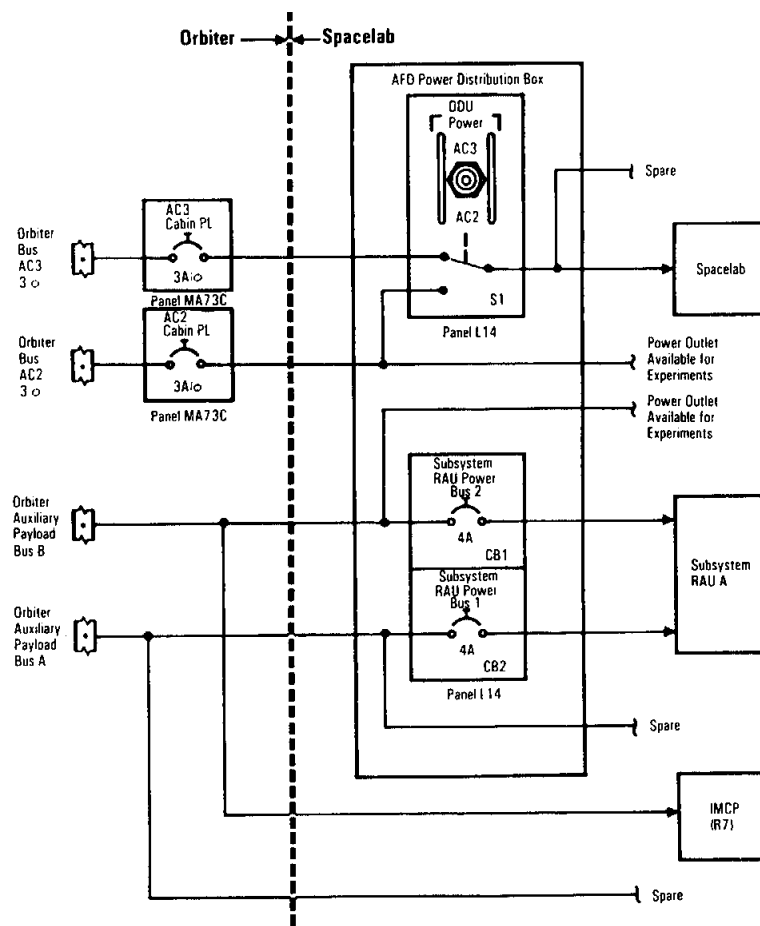 Orbiter
Spacelab
AFD Power Distribution Box
DDU
Power
AC3
AC2
S1
Panel L14
Spare
Spacelab
Orbiter
Bus
AC3
3 ○
AC3
Cabin PL
3A/○
Panel MA73C
Orbiter
Bus
AC2
3 ○
AC2
Cabin PL
3A/○
Panel MA73C
Power Outlet
Available for
Experiments
Power Outlet
Available for
Experiments
Orbiter
Auxiliary
Payload
Bus B
Subsystem
RAU Power
Bus 2
4A
CB1
Subsystem
RAU A
Orbiter
Auxiliary
Payload
Bus A
Subsystem
RAU Power
Bus 1
4A
CB2
Panel L14
Spare
IMCP
(R7)
Spare